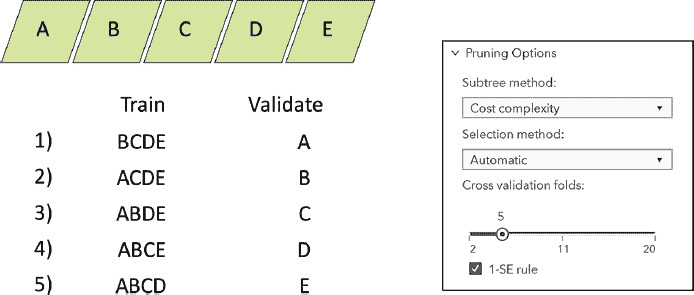 A B C D E
Train Validate
1) BCDE A
2) ACDE B
3) ABDE C
4) ABCE D
5) ABCD E
Pruning Options
Subtree method:
Cost complexity
Selection method:
Automatic
Cross validation folds:
5
2 11 20
1-SE rule